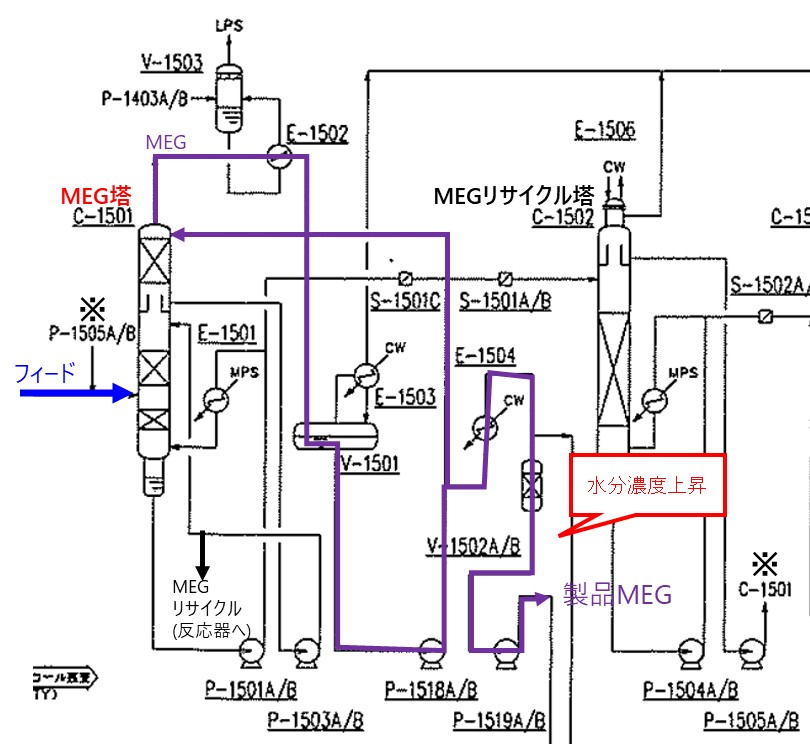 LPS
V-1503
P-1403A/B
E-1502
MEG
MEG塔
C-1501
E-1506
CW
MEGリサイクル塔
C-1502
S-1501C
S-1501A/B
S-1502A/
※
P-1505A/B
E-1501
MPS
フィード
CW
E-1503
E-1504
CW
MPS
V-1501
水分濃度上昇
V-1502A/B
※
C-1501
MEG
リサイクル
(反応器へ)
製品MEG
P-1501A/B
P-1503A/B
P-1518A/B
P-1519A/B
P-1504A/B
P-1505A/B